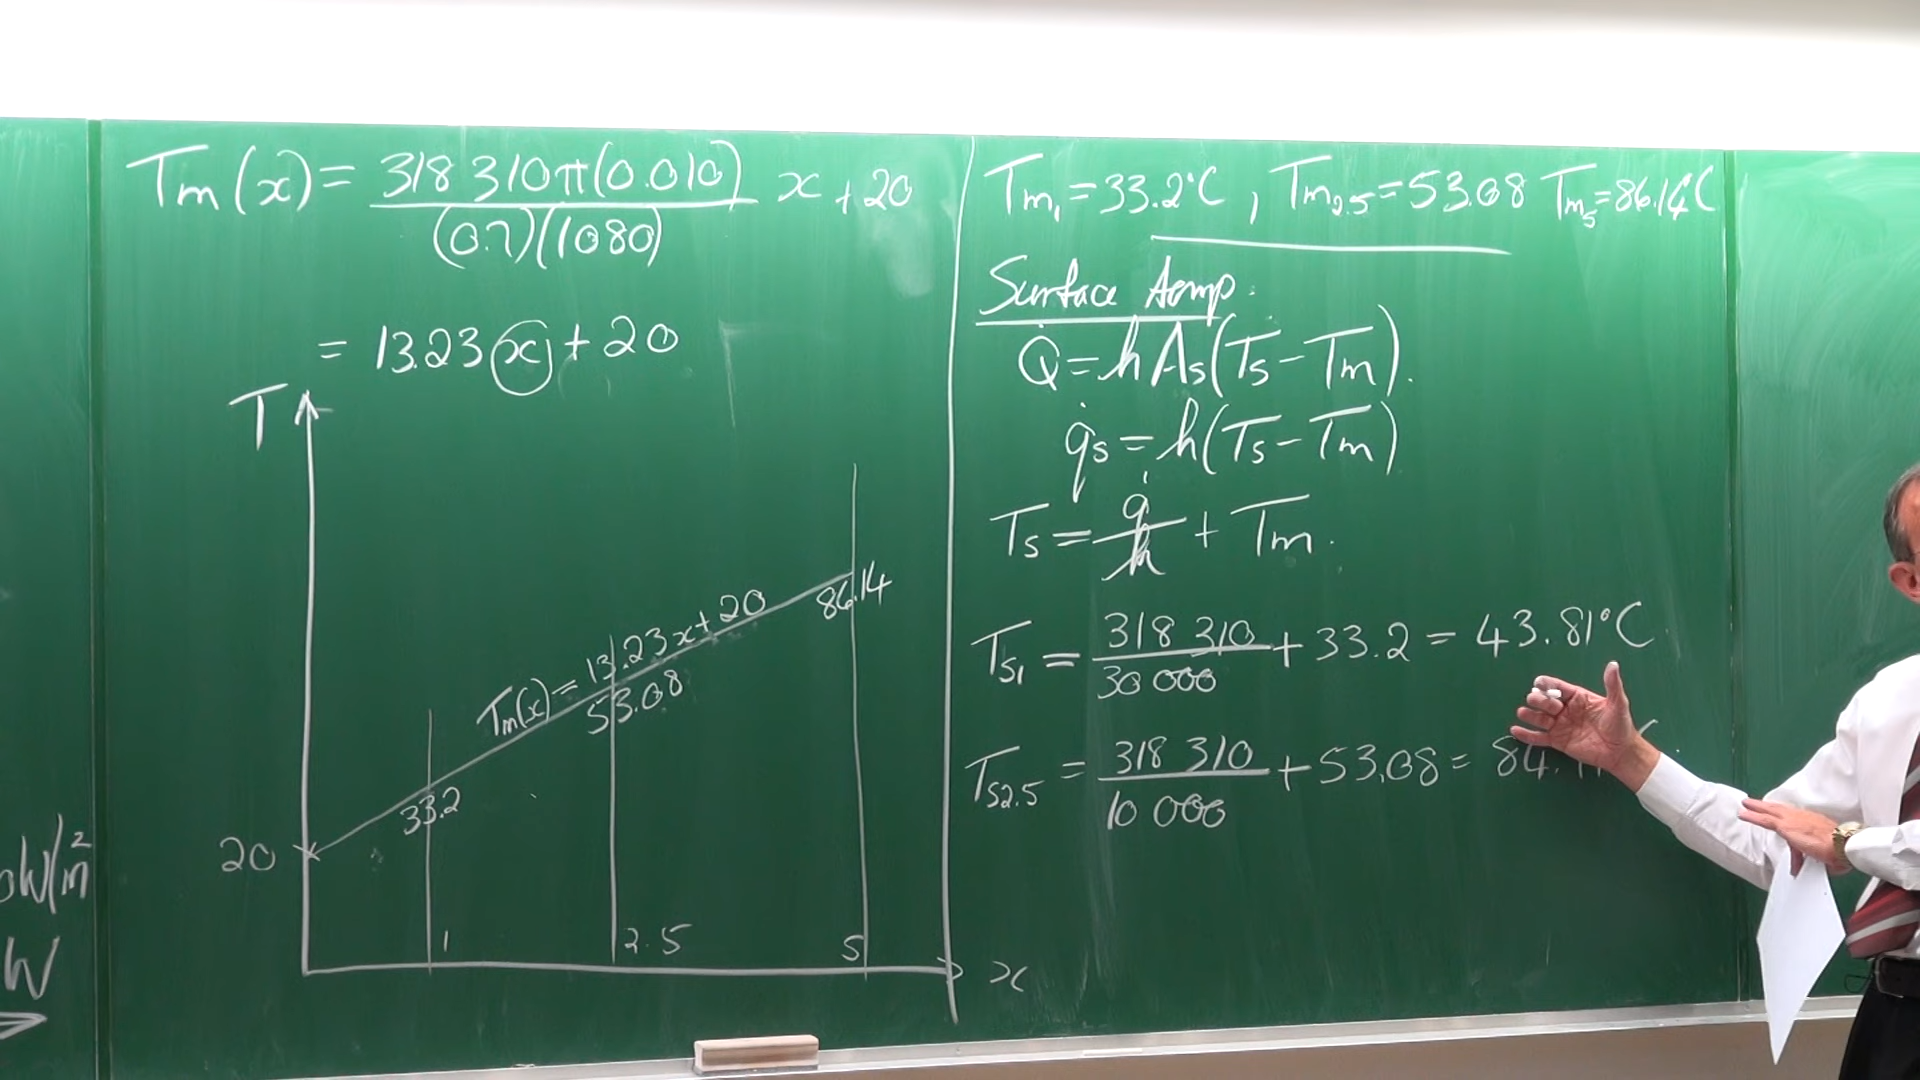 Tm(x) = 318 310π(0.010) x + 20
(0.7)(1080)
= 13.23 x + 20
T
Tm(x) = 13.23 x + 20
86.14
53.08
33.2
20
1
2.5
5
x
W/m²
W
Tm₁ = 33.2°C , Tm₂.₅ = 53.08 Tm₅ = 86.14°C
Surface temp.
Q̇ = h As (Ts - Tm).
q̇s = h (Ts - Tm)
Ts = q̇/h + Tm.
Ts₁ = 318 310 / 30 000 + 33.2 = 43.81°C
Ts2.5 = 318 310 / 10 000 + 53.08 = 84.